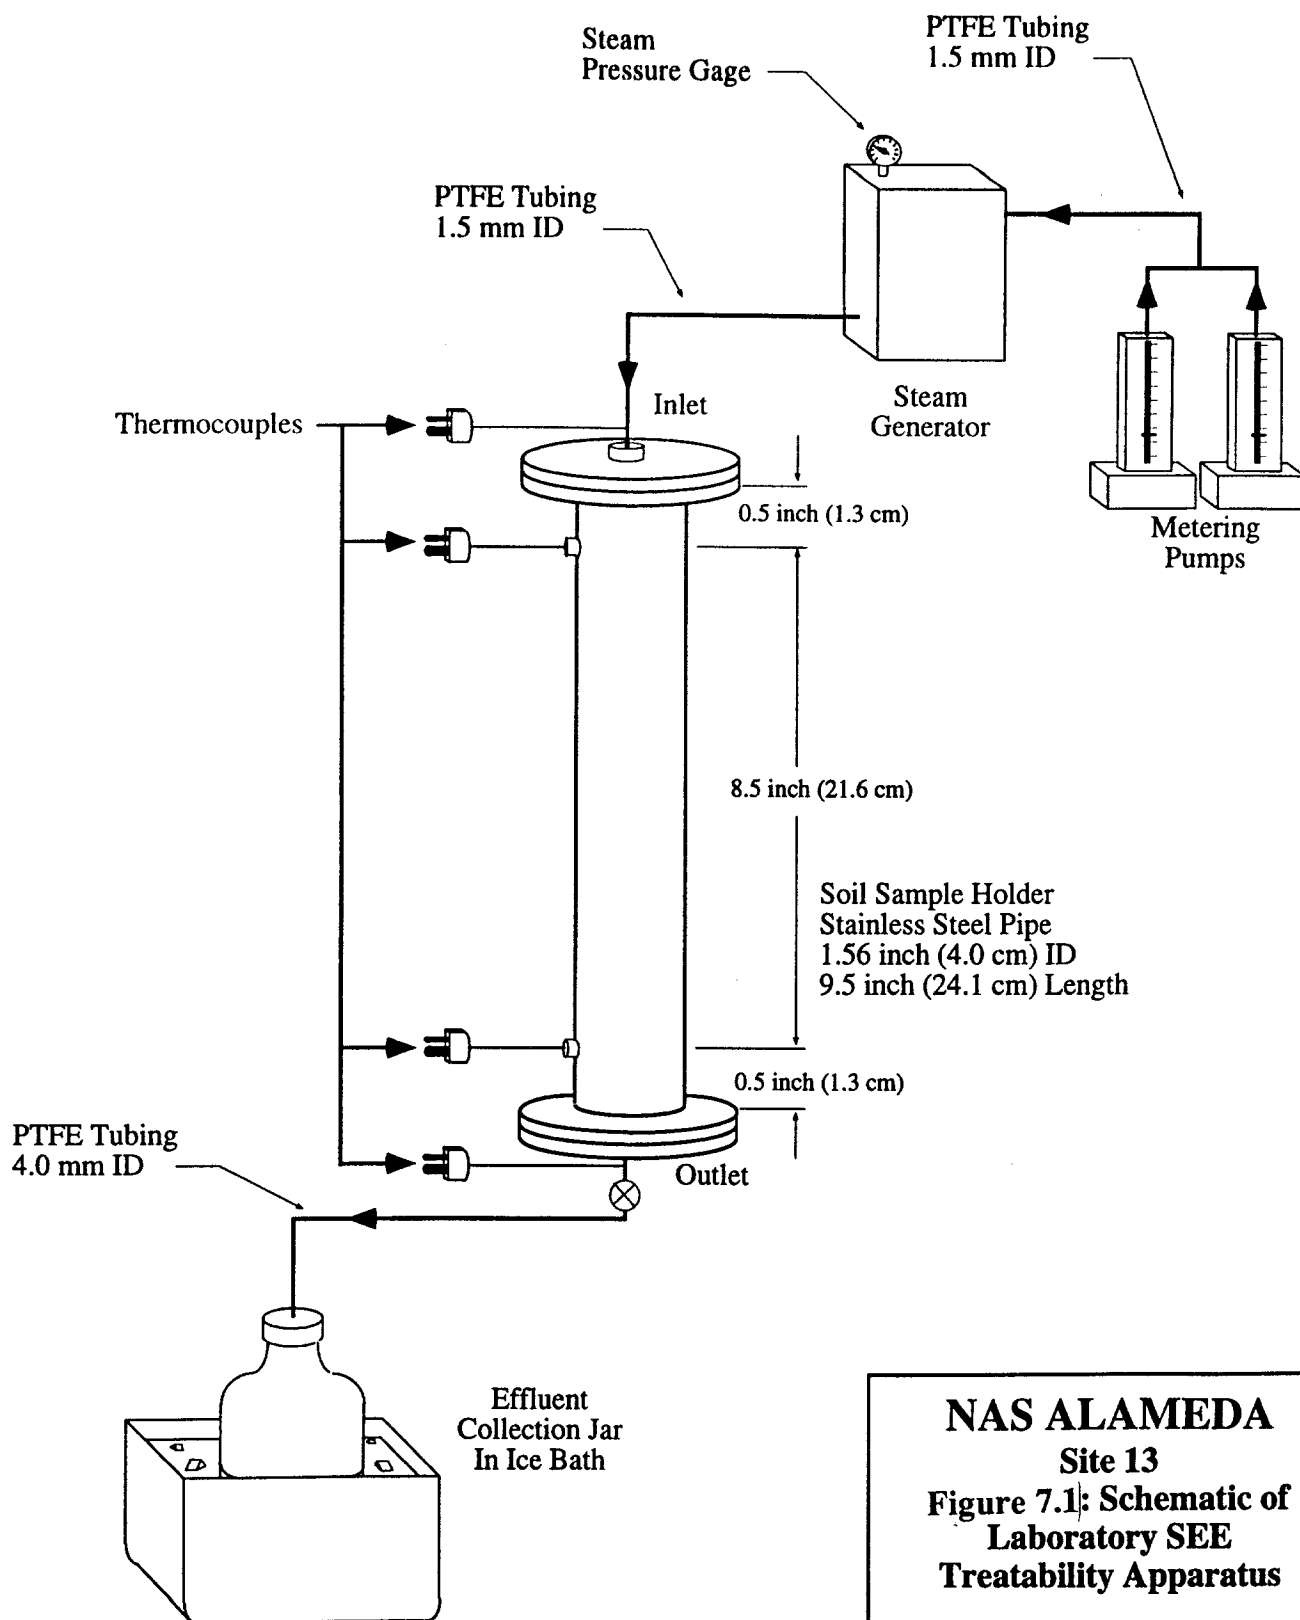 Steam
Pressure Gage
PTFE Tubing
1.5 mm ID
PTFE Tubing
1.5 mm ID
Thermocouples
Inlet
Steam
Generator
0.5 inch (1.3 cm)
Metering
Pumps
8.5 inch (21.6 cm)
Soil Sample Holder
Stainless Steel Pipe
1.56 inch (4.0 cm) ID
9.5 inch (24.1 cm) Length
0.5 inch (1.3 cm)
PTFE Tubing
4.0 mm ID
Outlet
Effluent
Collection Jar
In Ice Bath
NAS ALAMEDA
Site 13
Figure 7.1: Schematic of
Laboratory SEE
Treatability Apparatus